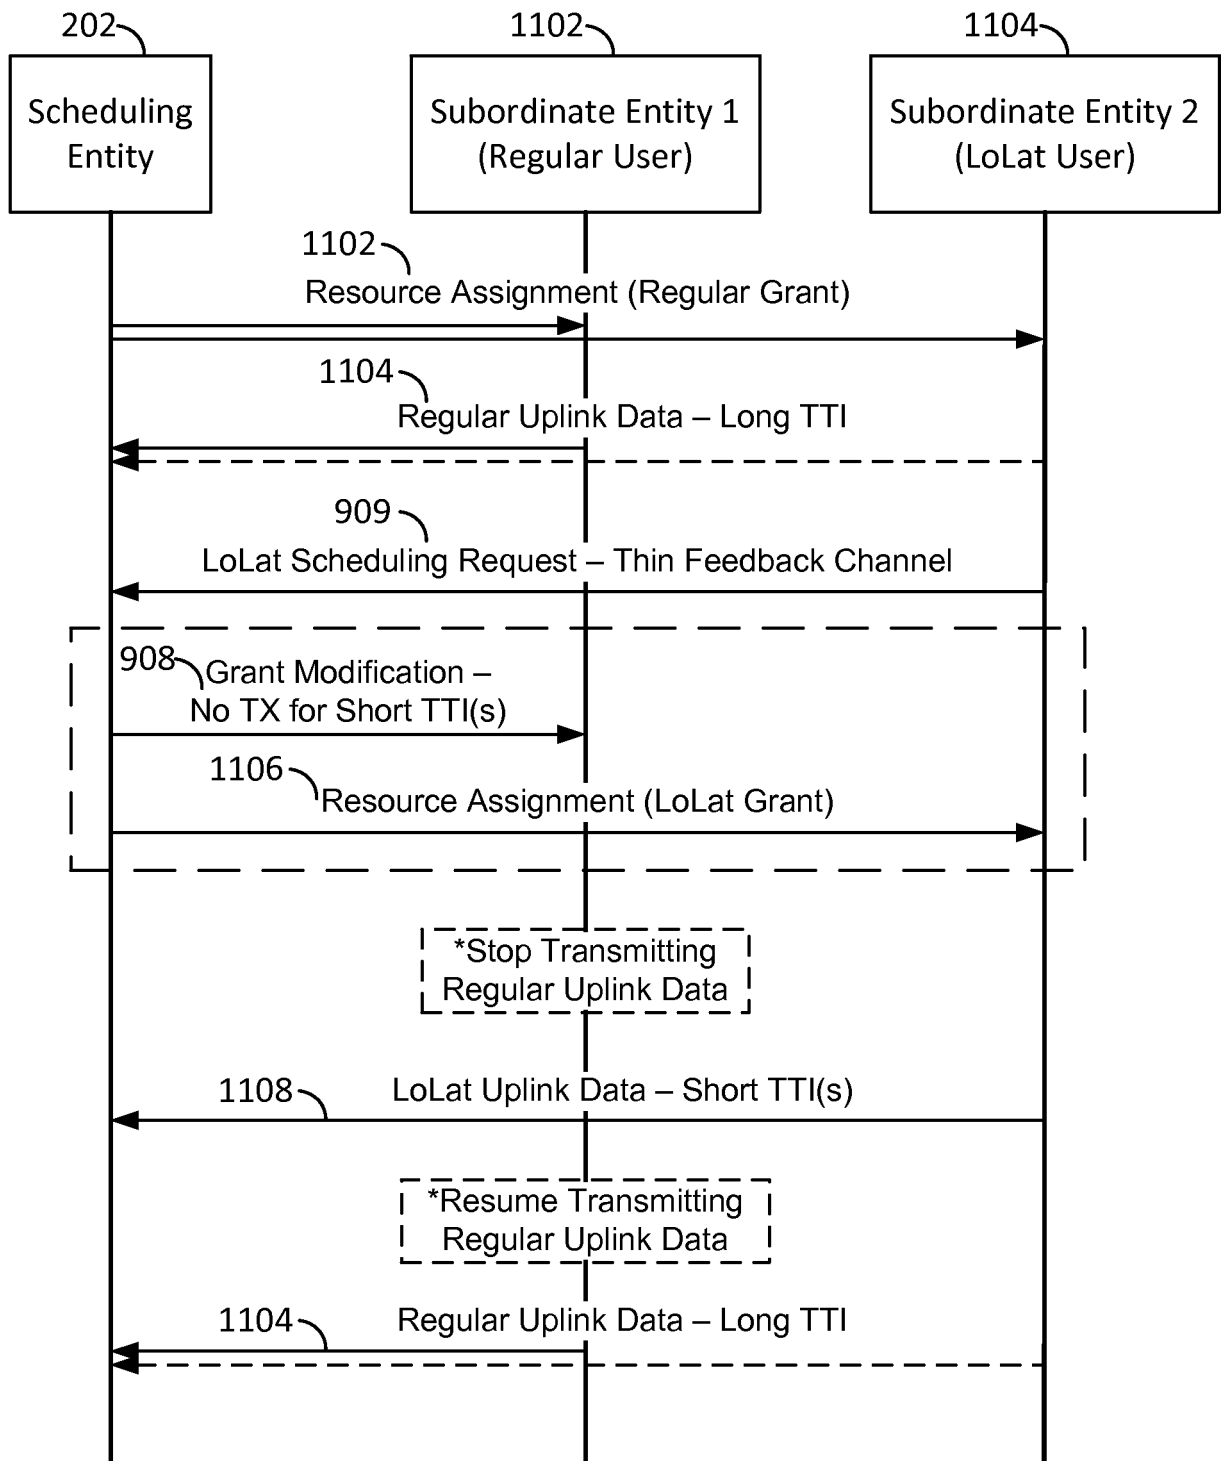 202
1102
1104
Scheduling
Entity
Subordinate Entity 1
(Regular User)
Subordinate Entity 2
(LoLat User)
1102
Resource Assignment (Regular Grant)
1104
Regular Uplink Data – Long TTI
909
LoLat Scheduling Request – Thin Feedback Channel
908
Grant Modification –
No TX for Short TTI(s)
1106
Resource Assignment (LoLat Grant)
*Stop Transmitting
Regular Uplink Data
1108
LoLat Uplink Data – Short TTI(s)
*Resume Transmitting
Regular Uplink Data
1104
Regular Uplink Data – Long TTI